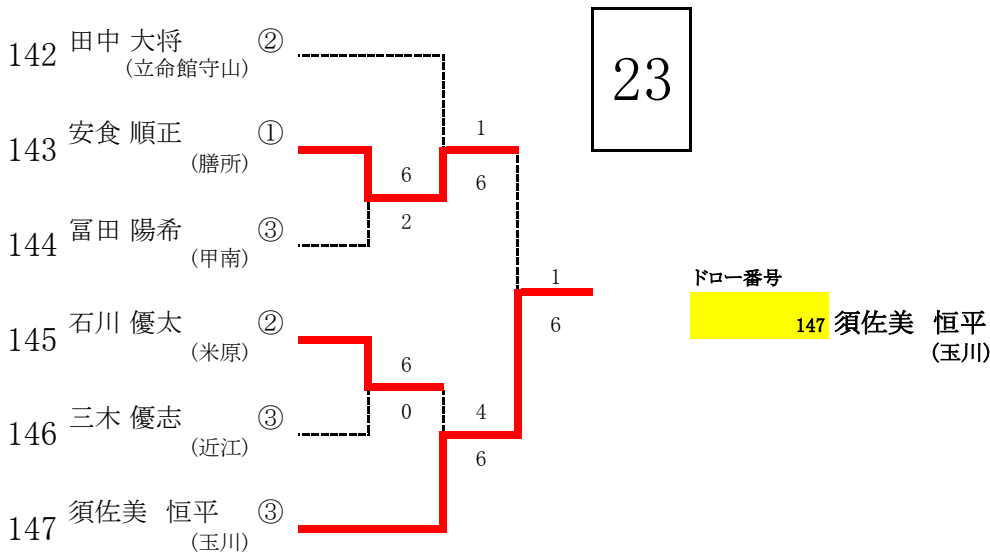 23
142 田中 大将 ②
(立命館守山)
143 安食 順正 ①
(膳所)
1
6
6
2
144 冨田 陽希 ③
(甲南)
1
6
ドロー番号
147 須佐美 恒平
(玉川)
145 石川 優太 ②
(米原)
6
0
146 三木 優志 ③
(近江)
4
6
147 須佐美 恒平 ③
(玉川)